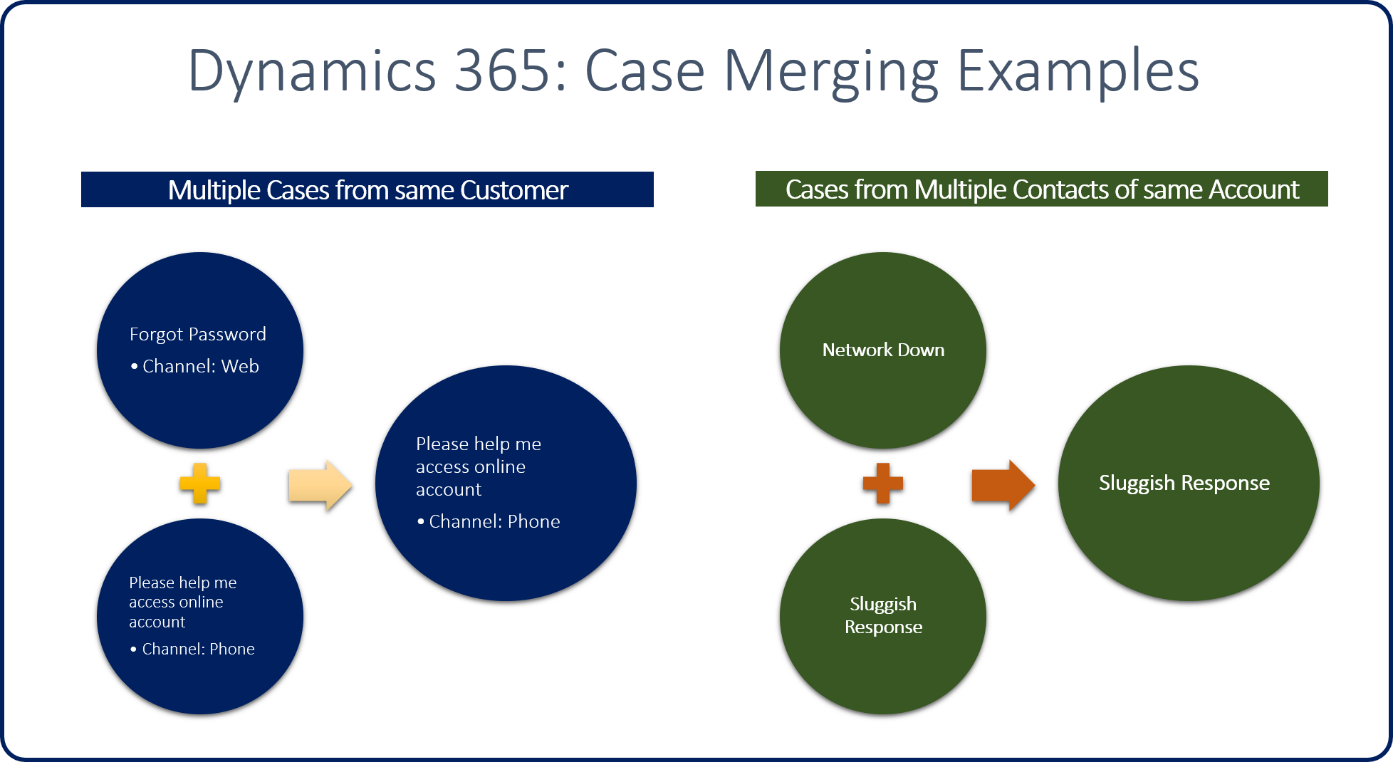 Dynamics 365: Case Merging Examples
Multiple Cases from same Customer
Forgot Password
• Channel: Web
Please help me
access online
account
• Channel: Phone
Please help me
access online
account
• Channel: Phone
Cases from Multiple Contacts of same Account
Network Down
Sluggish
Response
Sluggish Response